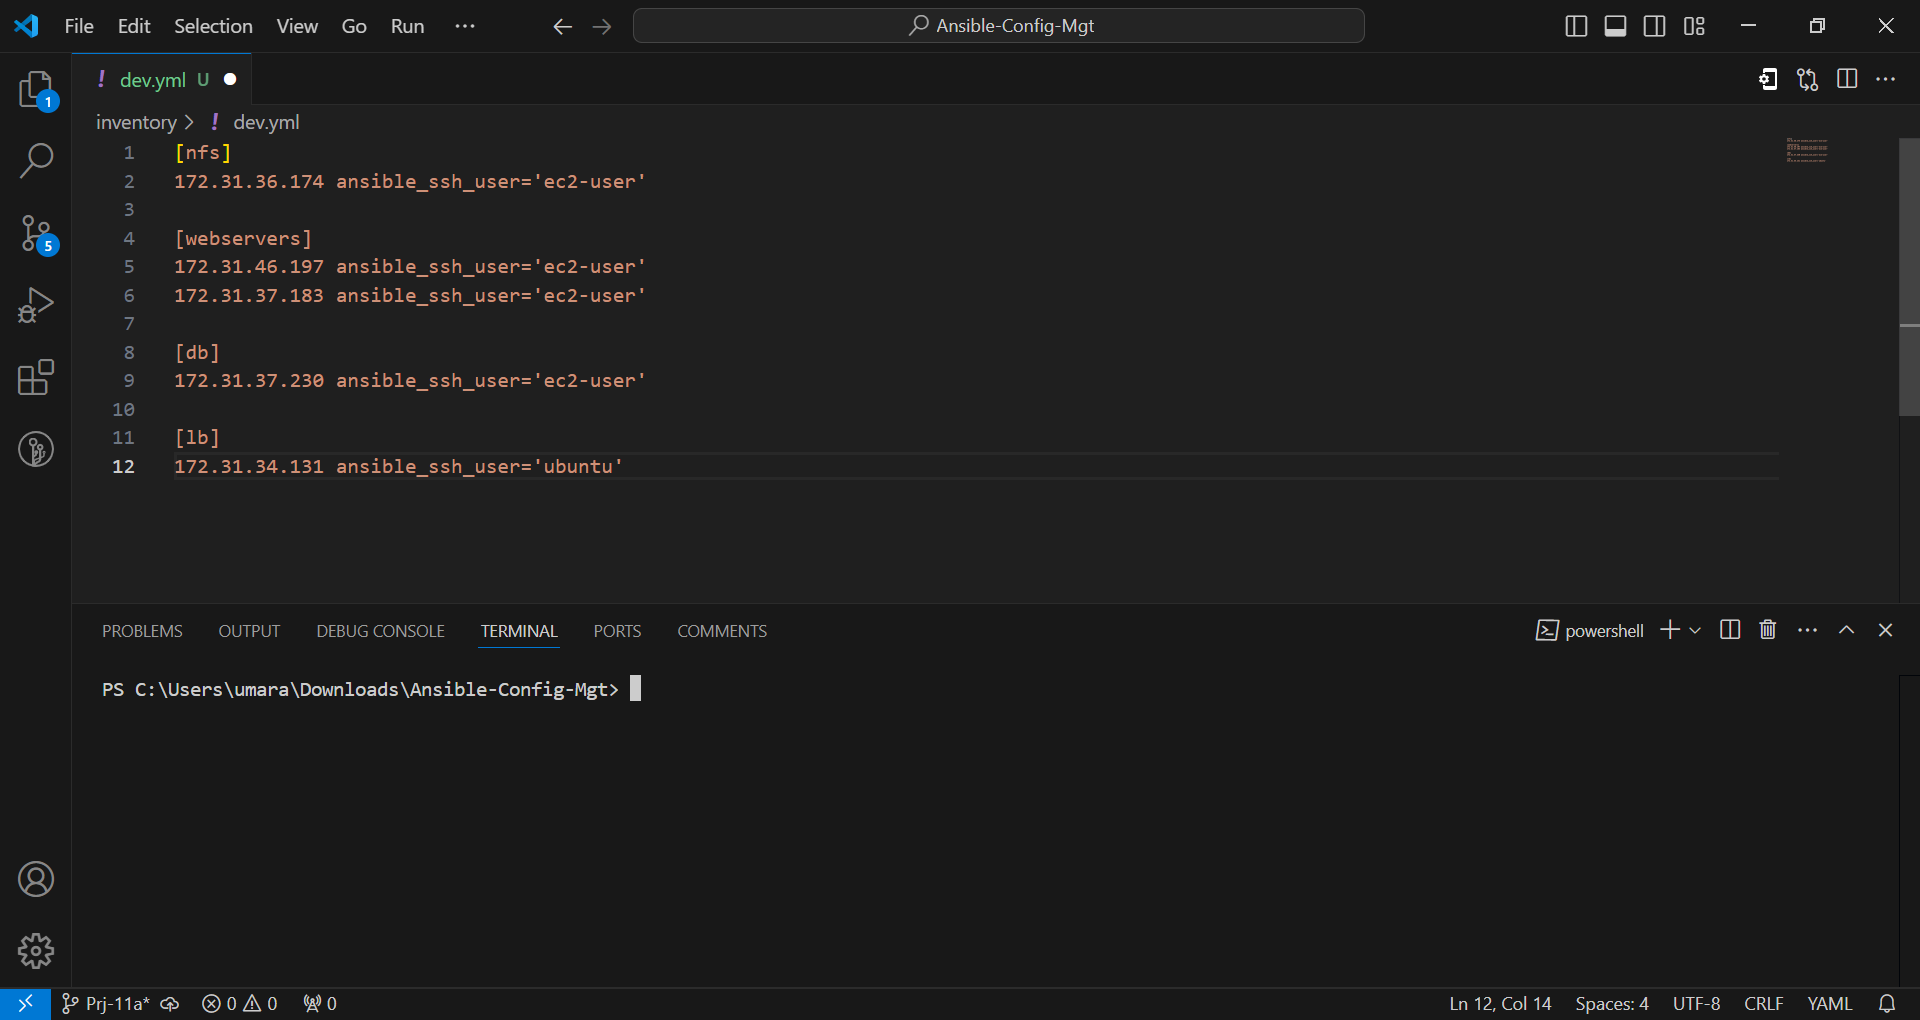 File Edit Selection View Go Run ··· Ansible-Config-Mgt
! dev.yml U
1
inventory > ! dev.yml
1 [nfs]
2 172.31.36.174 ansible_ssh_user='ec2-user'
3
4 [webservers]
5 172.31.46.197 ansible_ssh_user='ec2-user'
5
6 172.31.37.183 ansible_ssh_user='ec2-user'
7
8 [db]
9 172.31.37.230 ansible_ssh_user='ec2-user'
10
11 [lb]
12 172.31.34.131 ansible_ssh_user='ubuntu'
PROBLEMS OUTPUT DEBUG CONSOLE TERMINAL PORTS COMMENTS powershell
PS C:\Users\umara\Downloads\Ansible-Config-Mgt>
Prj-11a* 0 0 0 Ln 12, Col 14 Spaces: 4 UTF-8 CRLF YAML